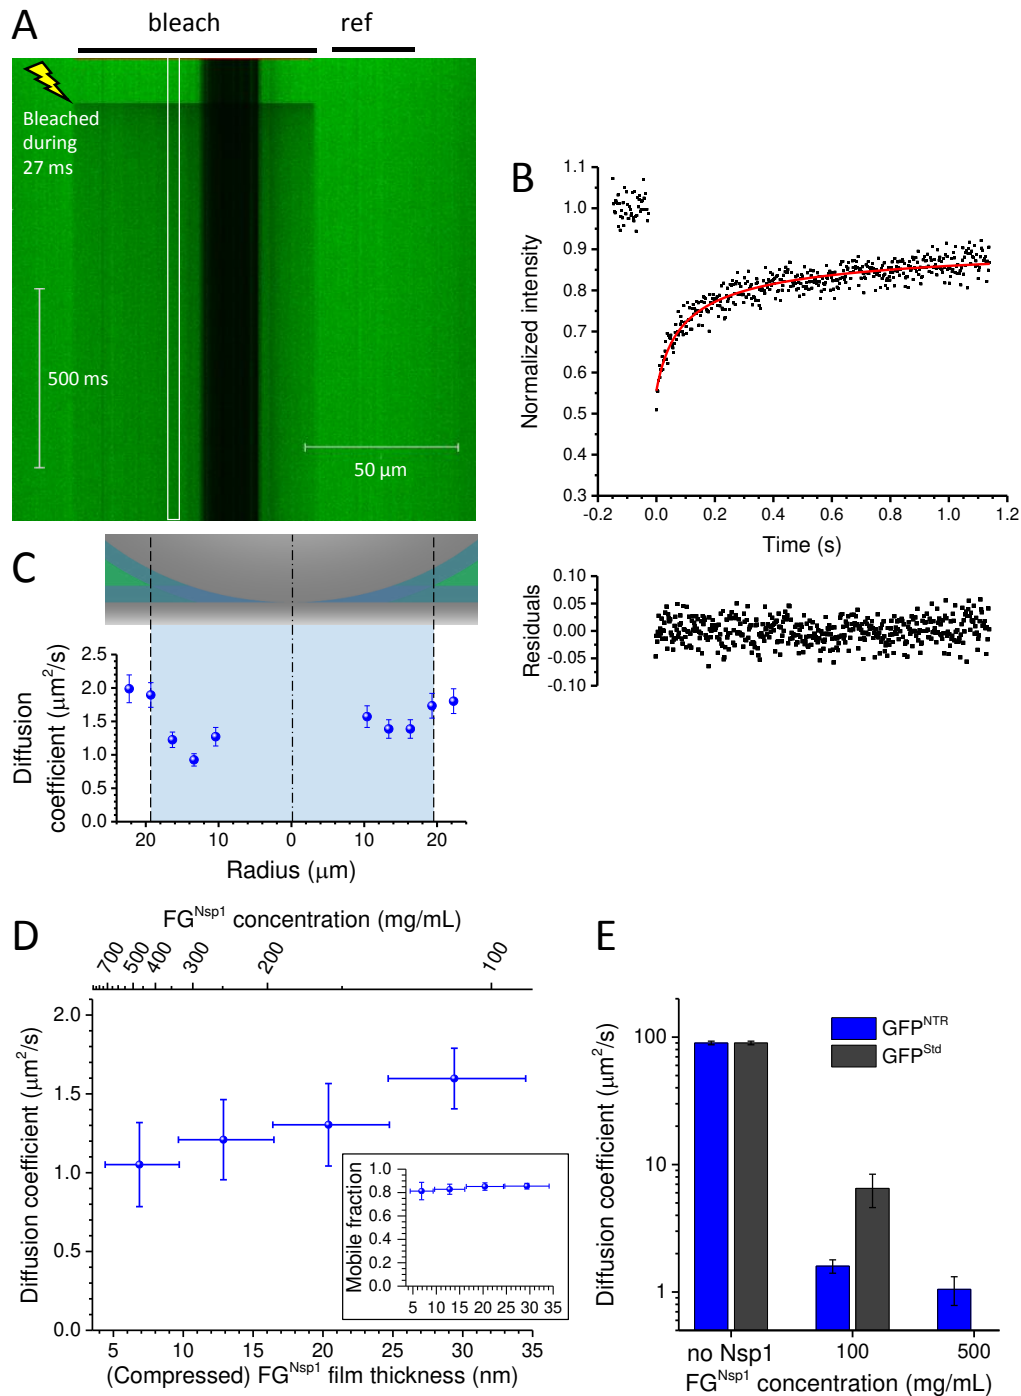 A
bleach
ref
Bleached
during
27 ms
500 ms
50 µm
B
Normalized intensity
1.1
1.0
0.9
0.8
0.7
0.6
0.5
0.4
0.3
-0.2
0.0
0.2
0.4
0.6
0.8
1.0
1.2
Time (s)
Residuals
0.10
0.05
0.00
-0.05
-0.10
C
Diffusion
coefficient (µm²/s)
2.5
2.0
1.5
1.0
0.5
0.0
20
10
0
10
20
Radius (µm)
D
FG^Nsp1 concentration (mg/mL)
700
500
400
300
200
100
Diffusion coefficient (µm²/s)
2.0
1.5
1.0
0.5
0.0
5
10
15
20
25
30
35
(Compressed) FG^Nsp1 film thickness (nm)
Mobile fraction
1.0
0.8
0.6
0.4
0.2
0.0
5
10
15
20
25
30
35
E
Diffusion coefficient (µm²/s)
100
10
1
GFP^NTR
GFP^Std
no Nsp1
100
500
FG^Nsp1 concentration (mg/mL)